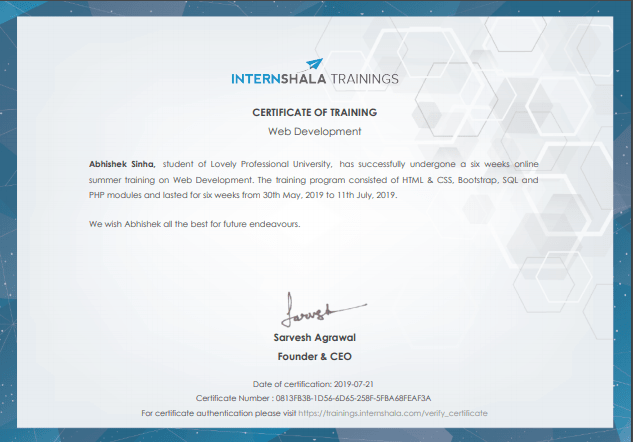 INTERNSHALA TRAININGS
CERTIFICATE OF TRAINING
Web Development
Abhishek Sinha, student of Lovely Professional University, has successfully undergone a six weeks online
summer training on Web Development. The training program consisted of HTML & CSS, Bootstrap, SQL and
PHP modules and lasted for six weeks from 30th May, 2019 to 11th July, 2019.
We wish Abhishek all the best for future endeavours.
Sarvesh
Sarvesh Agrawal
Founder & CEO
Date of certification: 2019-07-21
Certificate Number : 0813FB3B-1D56-6D65-258F-5FBA68FEAF3A
For certificate authentication please visit https://trainings.internshala.com/verify_certificate